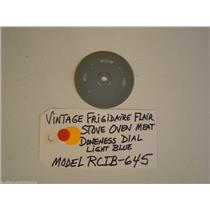 VINTAGE FRIGIDAIRE FLAIR
STOVE OVEN MEAT
DONENESS DIAL
LIGHT BLUE
MODEL RCIB-645